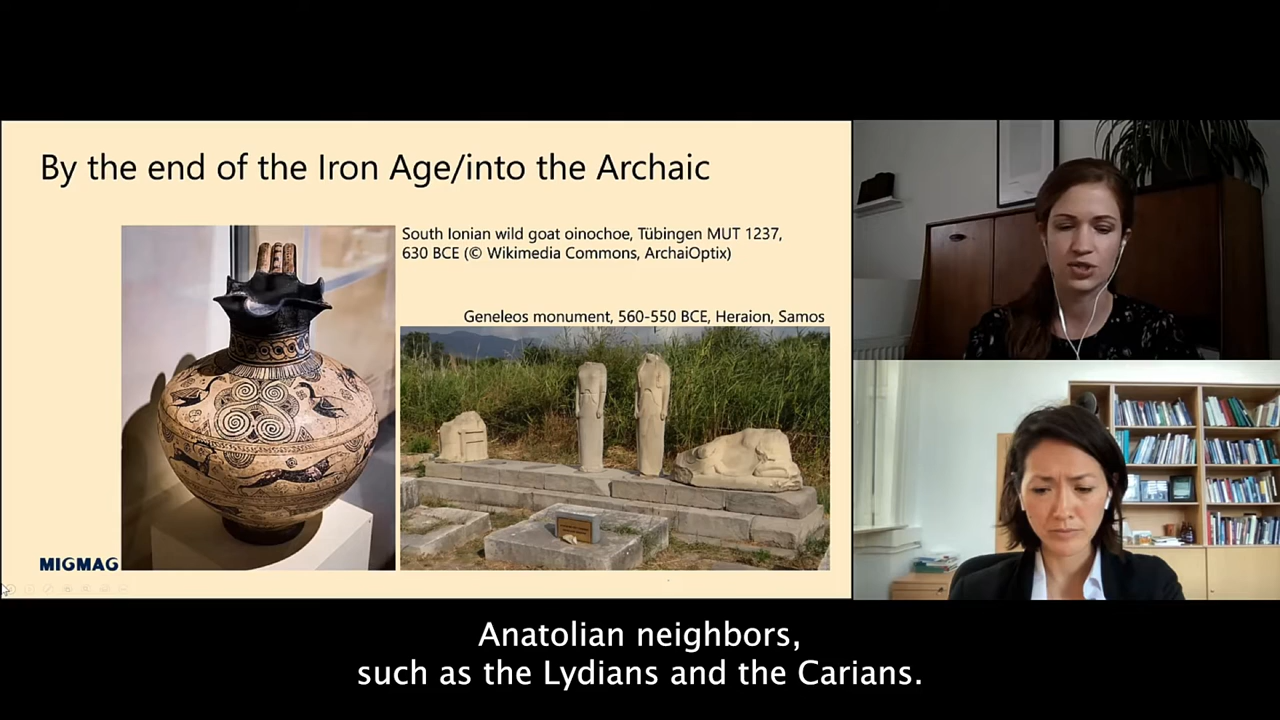 By the end of the Iron Age/into the Archaic
South Ionian wild goat oinochoe, Tübingen MUT 1237,
630 BCE (© Wikimedia Commons, ArchaiOptix)
Geneleos monument, 560-550 BCE, Heraion, Samos
MIGMAG
Anatolian neighbors,
such as the Lydians and the Carians.